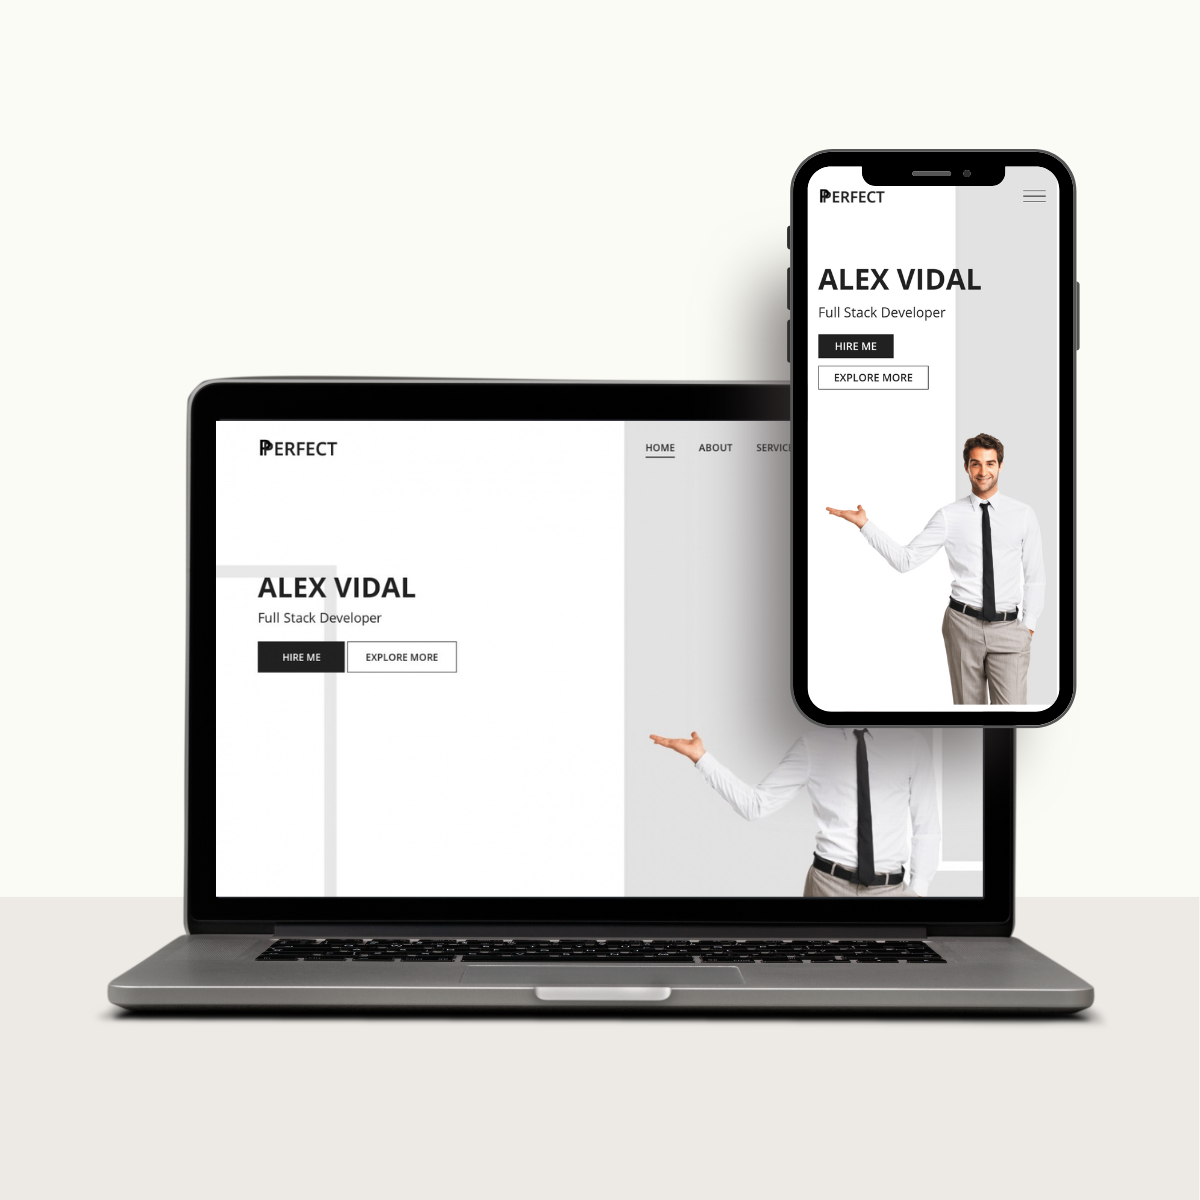 PERFECT
ALEX VIDAL
Full Stack Developer
HIRE ME
EXPLORE MORE
PERFECT
HOME ABOUT
ALEX VIDAL
Full Stack Developer
HIRE ME EXPLORE MORE